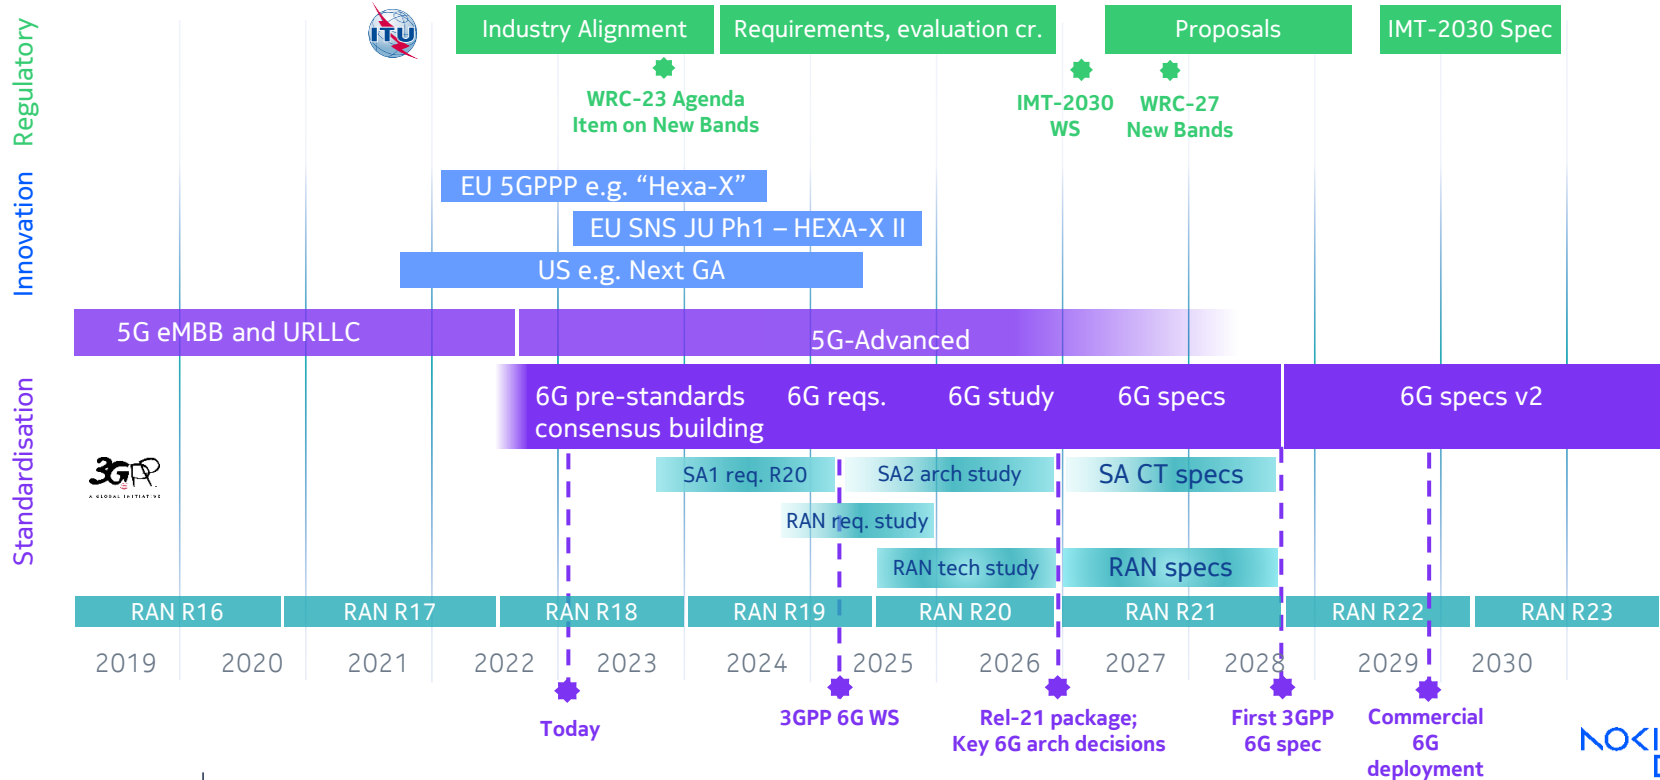 Regulatory
ITU
Industry Alignment
Requirements, evaluation cr.
Proposals
IMT-2030 Spec
WRC-23 Agenda
Item on New Bands
IMT-2030
WS
WRC-27
New Bands
Innovation
EU 5GPPP e.g. “Hexa-X”
EU SNS JU Ph1 – HEXA-X II
US e.g. Next GA
Standardisation
5G eMBB and URLLC
5G-Advanced
6G pre-standards
consensus building
6G reqs.
6G study
6G specs
6G specs v2
3GPP
A GLOBAL INITIATIVE
SA1 req. R20
SA2 arch study
SA CT specs
RAN req. study
RAN tech study
RAN specs
RAN R16
RAN R17
RAN R18
RAN R19
RAN R20
RAN R21
RAN R22
RAN R23
2019
2020
2021
2022
2023
2024
2025
2026
2027
2028
2029
2030
Today
3GPP 6G WS
Rel-21 package;
Key 6G arch decisions
First 3GPP
6G spec
Commercial
6G
deployment